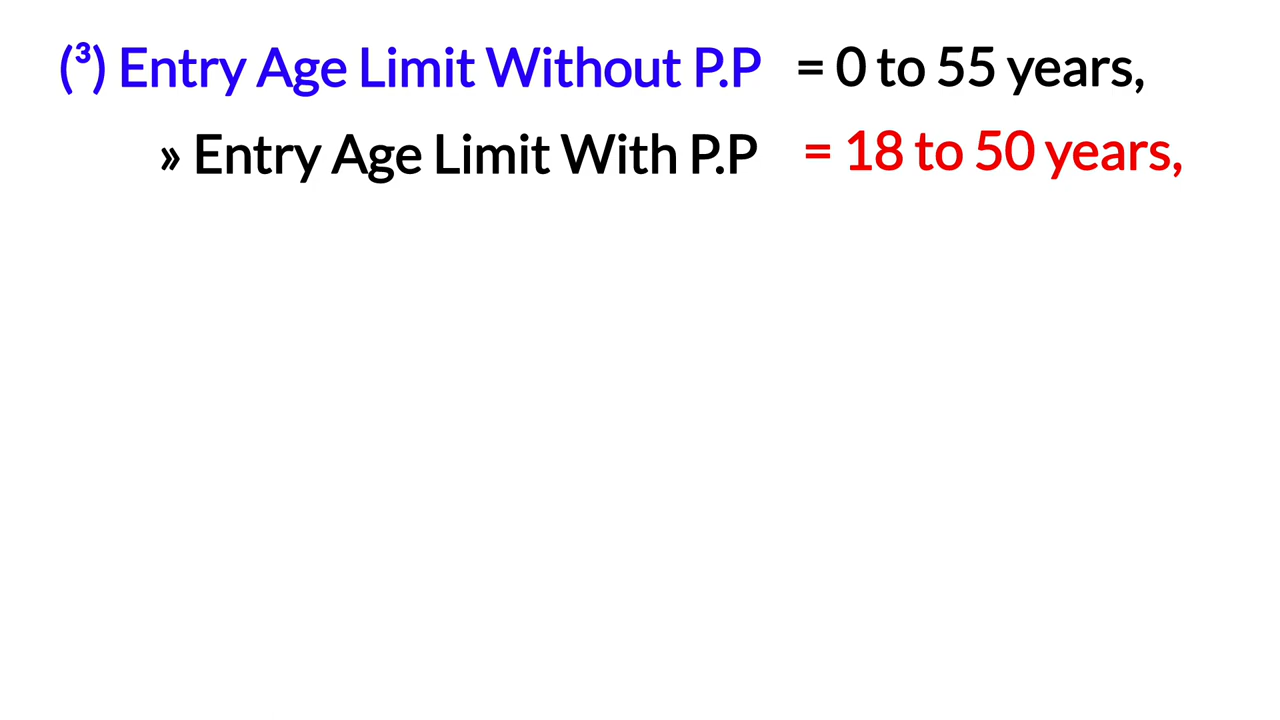 (³) Entry Age Limit Without P.P = 0 to 55 years,
» Entry Age Limit With P.P = 18 to 50 years,